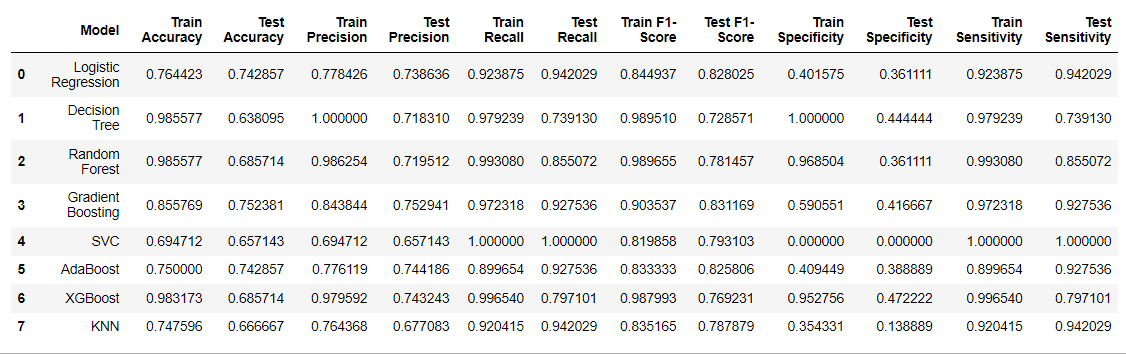 Model Train Accuracy Test Accuracy Train Precision Test Precision Train Recall Test Recall Train F1-Score Test F1-Score Train Specificity Test Specificity Train Sensitivity Test Sensitivity
0 Logistic Regression 0.764423 0.742857 0.778426 0.738636 0.923875 0.942029 0.844937 0.828025 0.401575 0.361111 0.923875 0.942029
1 Decision Tree 0.985577 0.638095 1.000000 0.718310 0.979239 0.739130 0.989510 0.728571 1.000000 0.444444 0.979239 0.739130
2 Random Forest 0.985577 0.685714 0.986254 0.719512 0.993080 0.855072 0.989655 0.781457 0.968504 0.361111 0.993080 0.855072
3 Gradient Boosting 0.855769 0.752381 0.843844 0.752941 0.972318 0.927536 0.903537 0.831169 0.590551 0.416667 0.972318 0.927536
4 SVC 0.694712 0.657143 0.694712 0.657143 1.000000 1.000000 0.819858 0.793103 0.000000 0.000000 1.000000 1.000000
5 AdaBoost 0.750000 0.742857 0.776119 0.744186 0.899654 0.927536 0.833333 0.825806 0.409449 0.388889 0.899654 0.927536
6 XGBoost 0.983173 0.685714 0.979592 0.743243 0.996540 0.797101 0.987993 0.769231 0.952756 0.472222 0.996540 0.797101
7 KNN 0.747596 0.666667 0.764368 0.677083 0.920415 0.942029 0.835165 0.787879 0.354331 0.138889 0.920415 0.942029